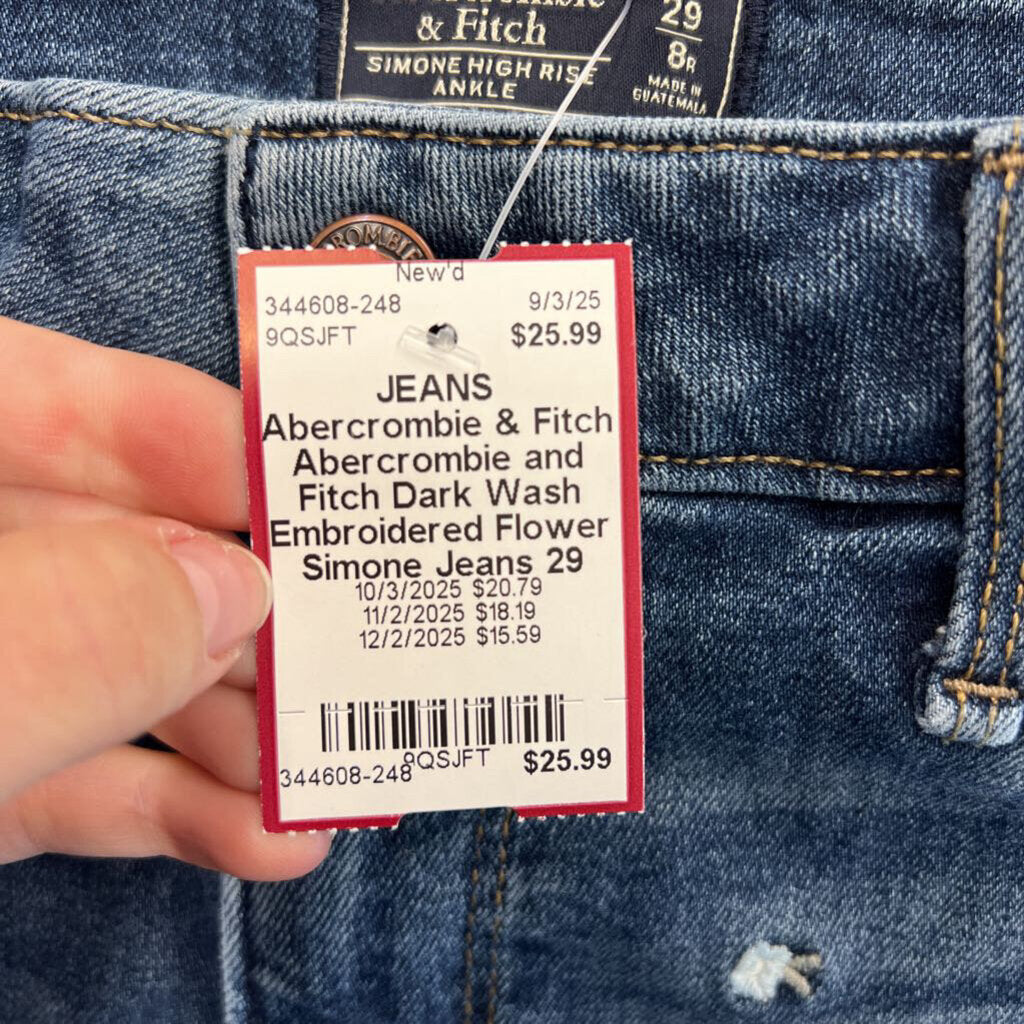 & Fitch
SIMONE HIGH RISE
ANKLE
29
8R
MADE IN
GUATEMALA
New'd
344608-248 9/3/25
9QSJFT $25.99
JEANS
Abercrombie & Fitch
Abercrombie and
Fitch Dark Wash
Embroidered Flower
Simone Jeans 29
10/3/2025 $20.79
11/2/2025 $18.19
12/2/2025 $15.59
344608-248 9QSJFT $25.99